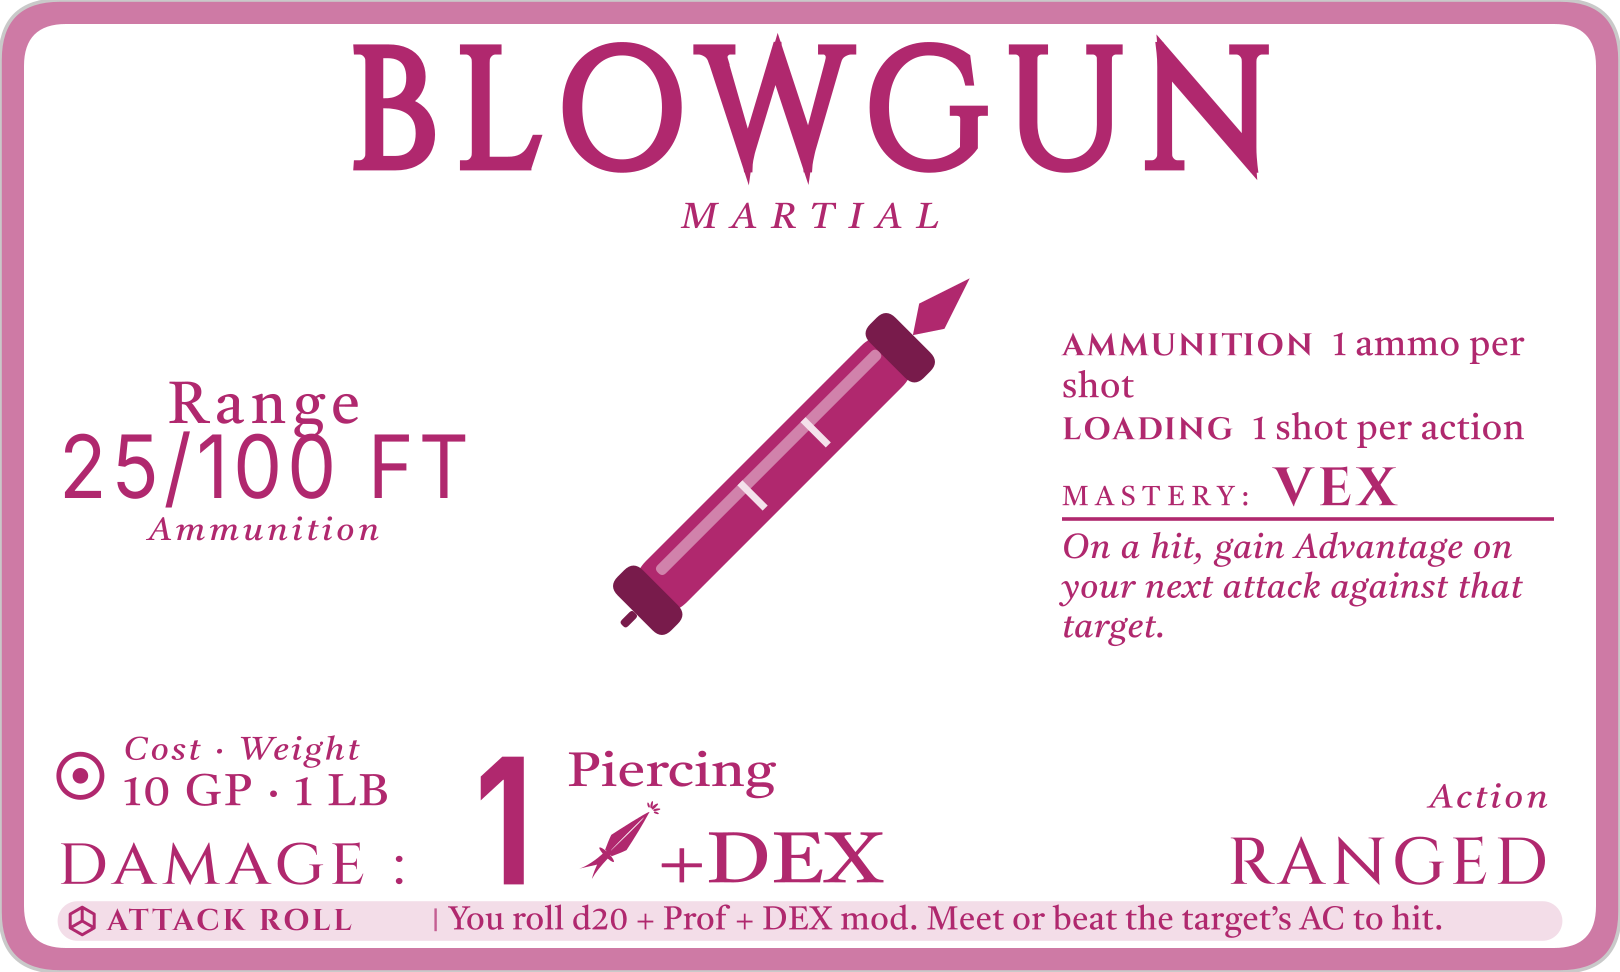 BLOWGUN
MARTIAL
Range
25/100 FT
Ammunition
AMMUNITION 1 ammo per
shot
LOADING 1 shot per action
MASTERY: VEX
On a hit, gain Advantage on
your next attack against that
target.
Cost · Weight
10 GP · 1 LB
DAMAGE : 1 Piercing
+DEX
Action
RANGED
ATTACK ROLL | You roll d20 + Prof + DEX mod. Meet or beat the target’s AC to hit.